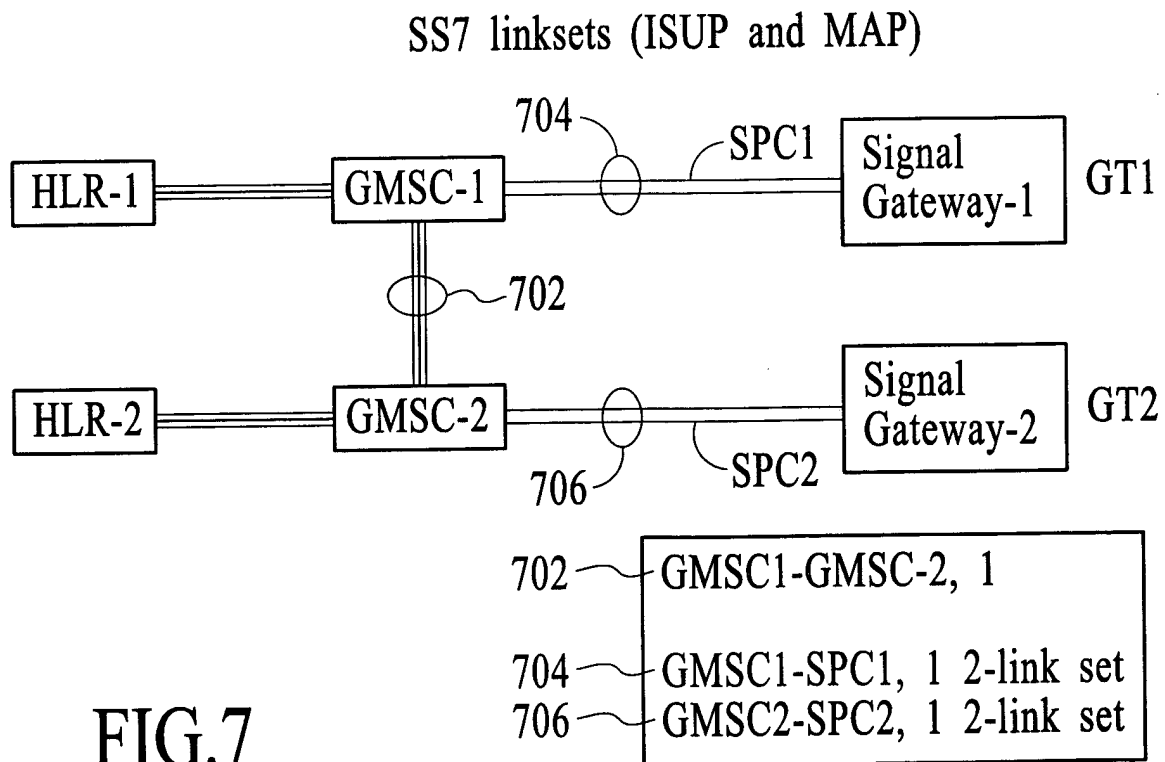 SS7 linksets (ISUP and MAP)
704
SPC1
HLR-1
GMSC-1
Signal
Gateway-1
GT1
702
HLR-2
GMSC-2
Signal
Gateway-2
GT2
706
SPC2
702 GMSC1-GMSC-2, 1
704 GMSC1-SPC1, 1 2-link set
706 GMSC2-SPC2, 1 2-link set
FIG.7